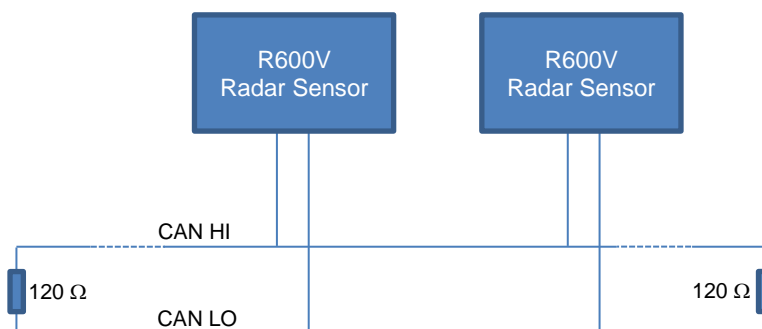 R600V
Radar Sensor
R600V
Radar Sensor
CAN HI
120 Ω
120 Ω
CAN LO